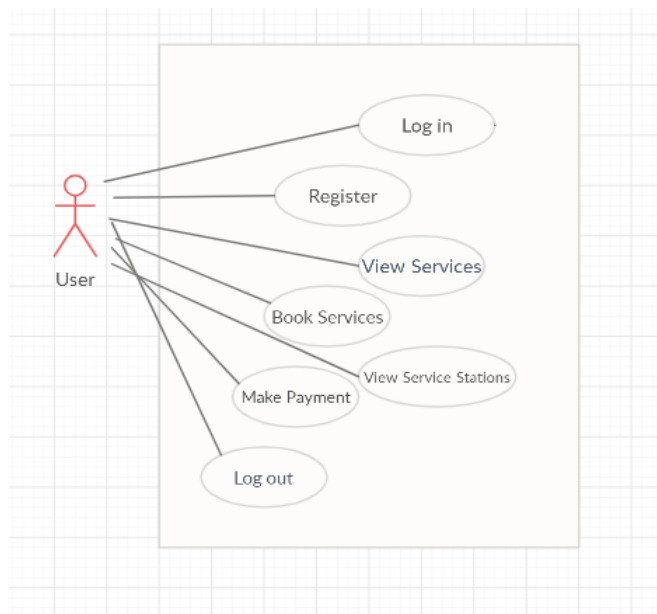 Log in
Register
User
View Services
Book Services
View Service Stations
Make Payment
Log out